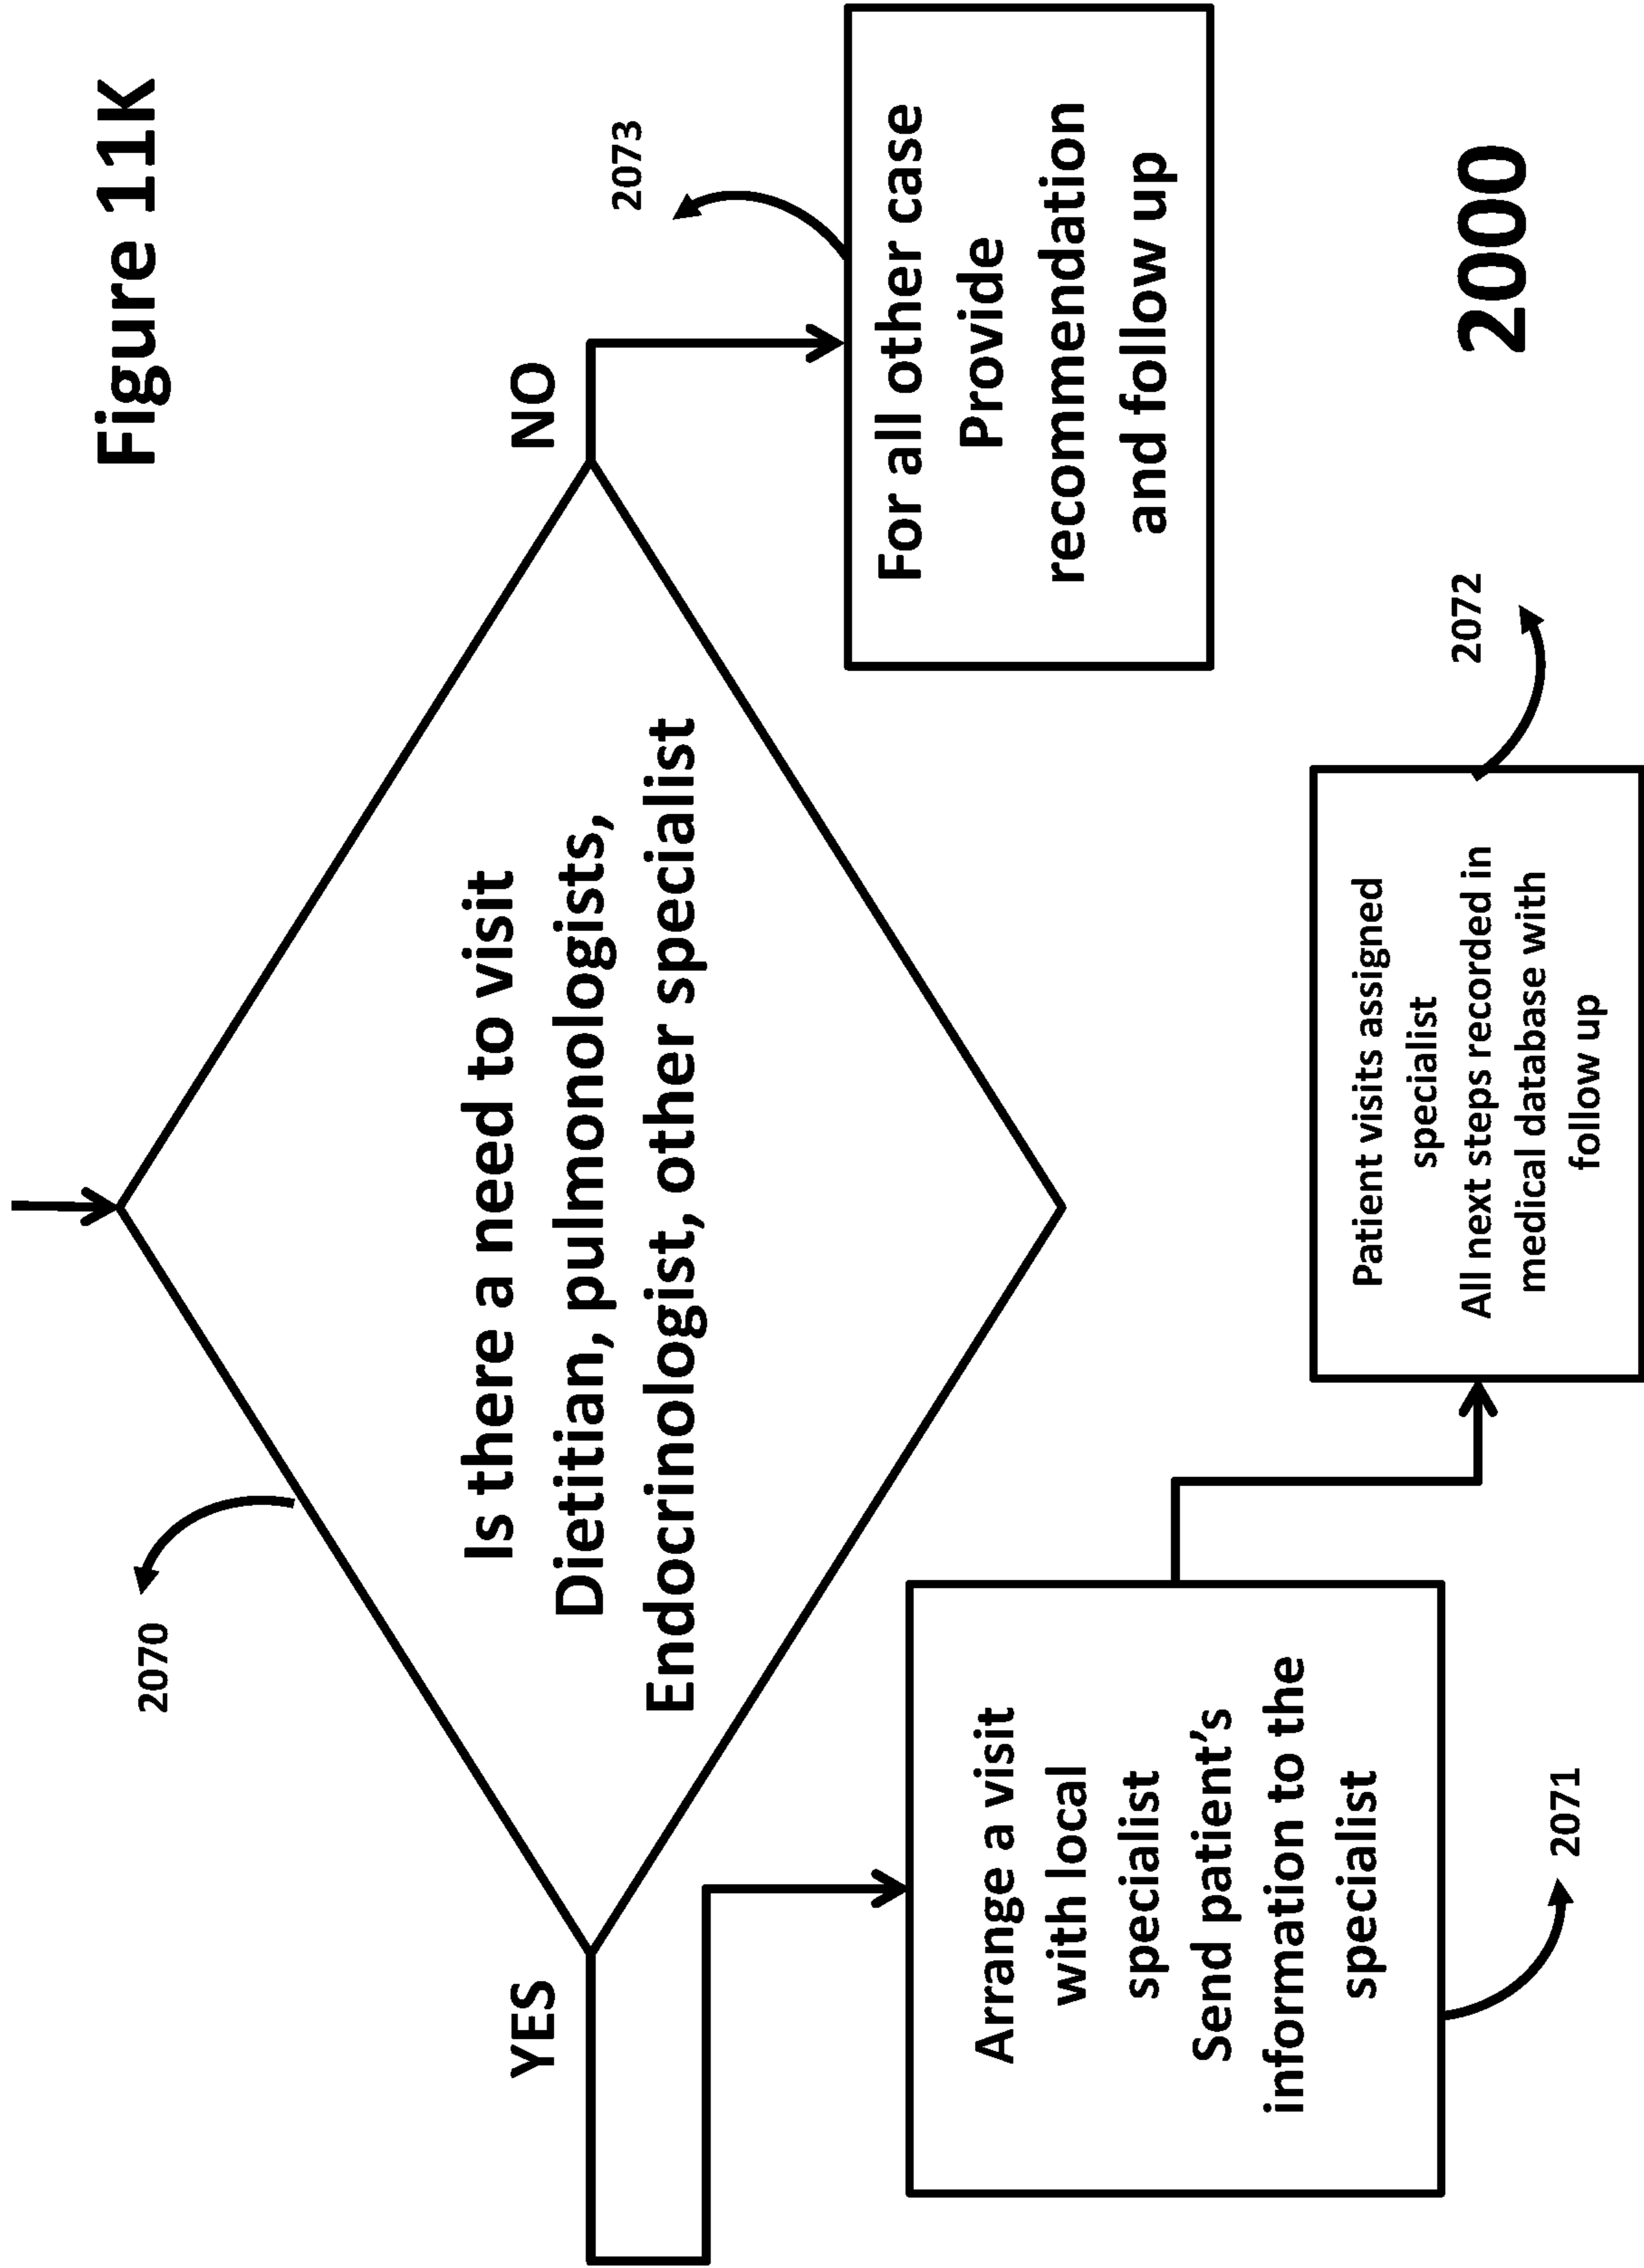 Figure 11K
2070
Is there a need to visit
Dietitian, pulmonologists,
Endocrinologist, other specialist
YES
NO
2073
For all other case
Provide
recommendation
and follow up
Arrange a visit
with local
specialist
Send patient’s
information to the
specialist
2071
Patient visits assigned
specialist
All next steps recorded in
medical database with
follow up
2072
2000